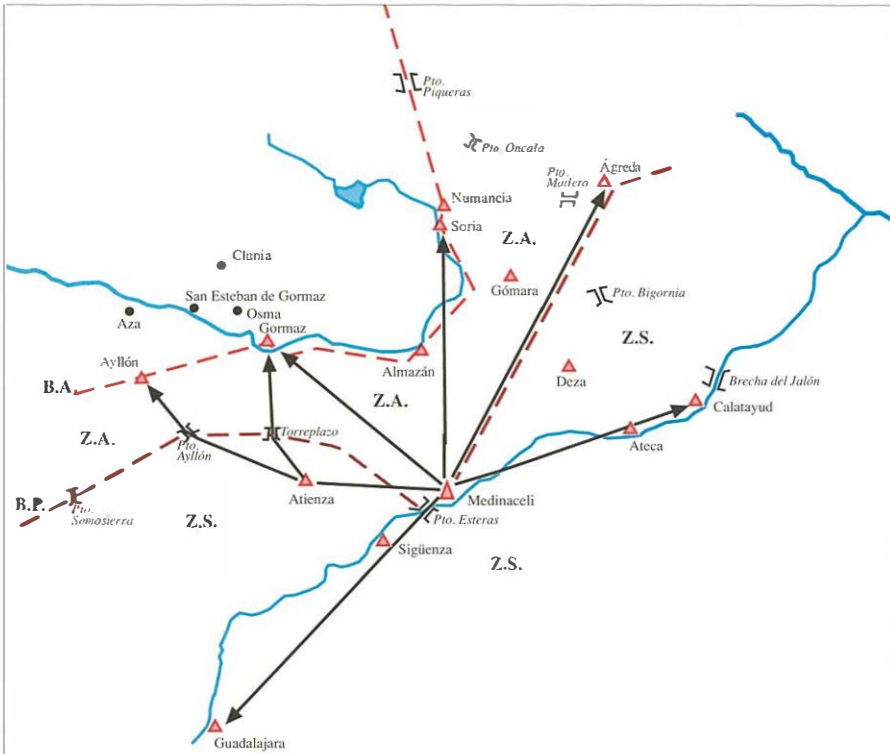 Pto.
Piqueras
Pto. Oncala
Ágreda
Pto.
Madero
Numancia
Soria
Z.A.
Clunia
Gómara
San Esteban de Gormaz
Pto. Bigornia
Aza
Osma
Gormaz
Z.S.
Ayllón
Almazán
Deza
Brecha del Jalón
B.A.
Z.A.
Calatayud
Z.A.
Pto.
Ayllón
Torreplazo
Ateca
B.P.
Pto.
Somosierra
Atienza
Medinaceli
Z.S.
Pto. Esteras
Sigüenza
Z.S.
Guadalajara